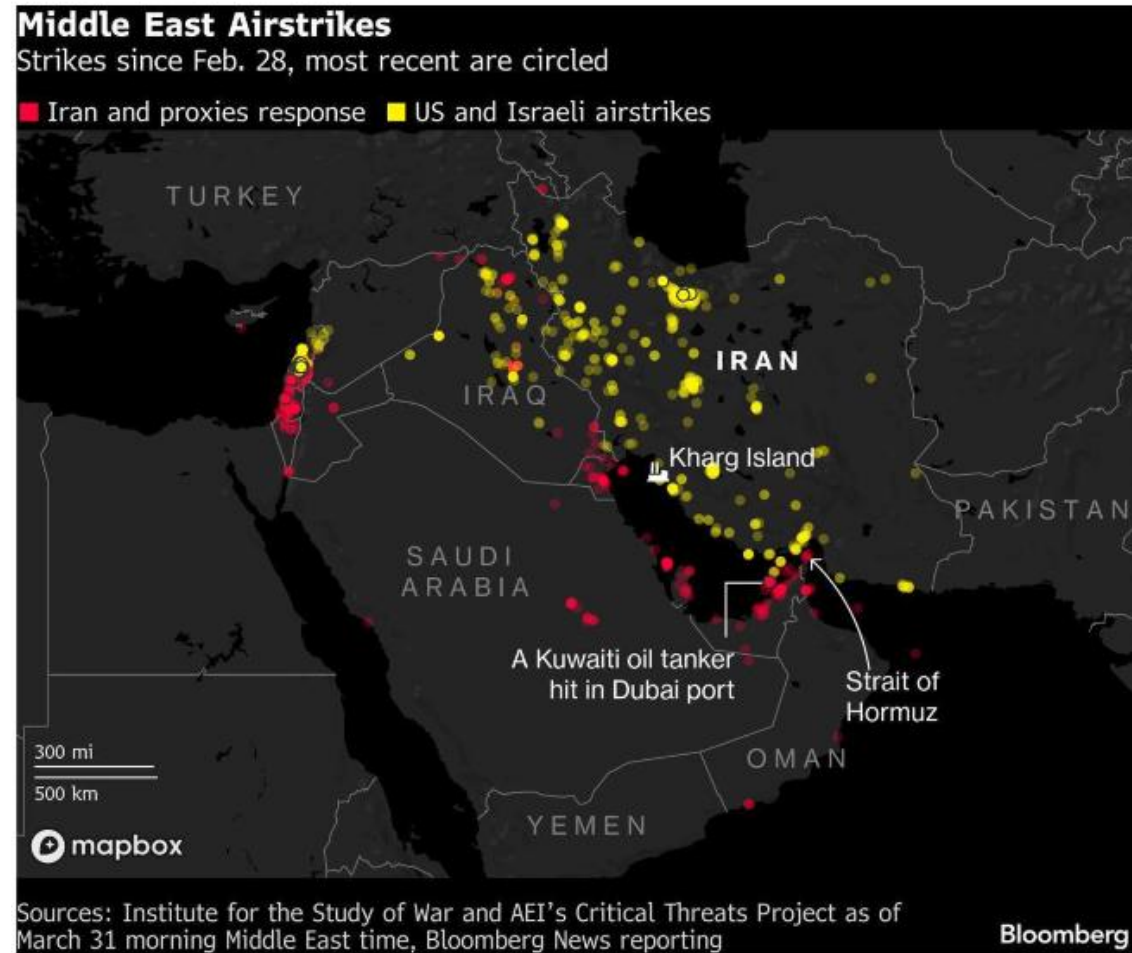 Middle East Airstrikes
Strikes since Feb. 28, most recent are circled
Iran and proxies response
US and Israeli airstrikes
TURKEY
IRAN
IRAQ
Kharg Island
PAKISTAN
SAUDI
ARABIA
A Kuwaiti oil tanker
hit in Dubai port
Strait of
Hormuz
300 mi
500 km
OMAN
YEMEN
mapbox
Sources: Institute for the Study of War and AEI's Critical Threats Project as of
March 31 morning Middle East time, Bloomberg News reporting
Bloomberg